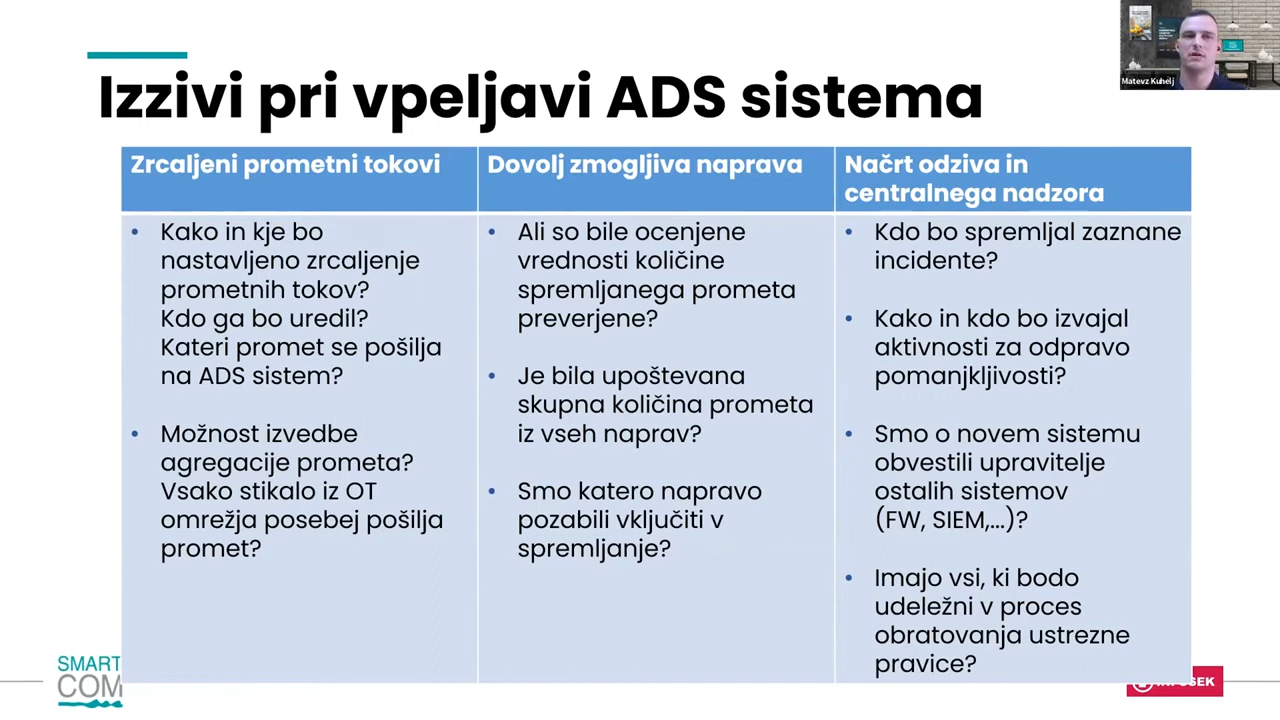 Matevz Kuhelj
Izzivi pri vpeljavi ADS sistema
Zrcaljeni prometni tokovi
Kako in kje bo
nastavljeno zrcaljenje
prometnih tokov?
Kdo ga bo uredil?
Kateri promet se pošilja
na ADS sistem?
Možnost izvedbe
agregacije prometa?
Vsako stikalo iz OT
omrežja posebej pošilja
promet?
Dovolj zmogljiva naprava
Ali so bile ocenjene
vrednosti količine
spremljanega prometa
preverjene?
Je bila upoštevana
skupna količina prometa
iz vseh naprav?
Smo katero napravo
pozabili vključiti v
spremljanje?
Načrt odziva in
centralnega nadzora
Kdo bo spremljal zaznane
incidente?
Kako in kdo bo izvajal
aktivnosti za odpravo
pomanjkljivosti?
Smo o novem sistemu
obvestili upravitelje
ostalih sistemov
(FW, SIEM,...)?
Imajo vsi, ki bodo
udeležni v proces
obratovanja ustrezne
pravice?
SMART
COM